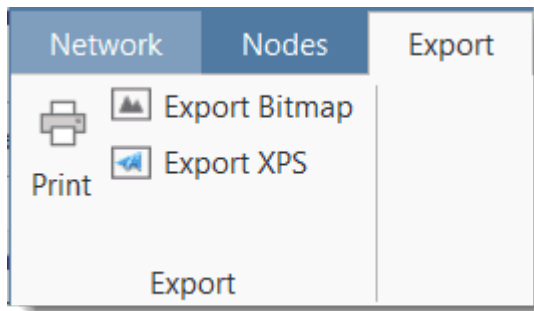 Network Nodes Export
Export Bitmap
Export XPS
Print
Export